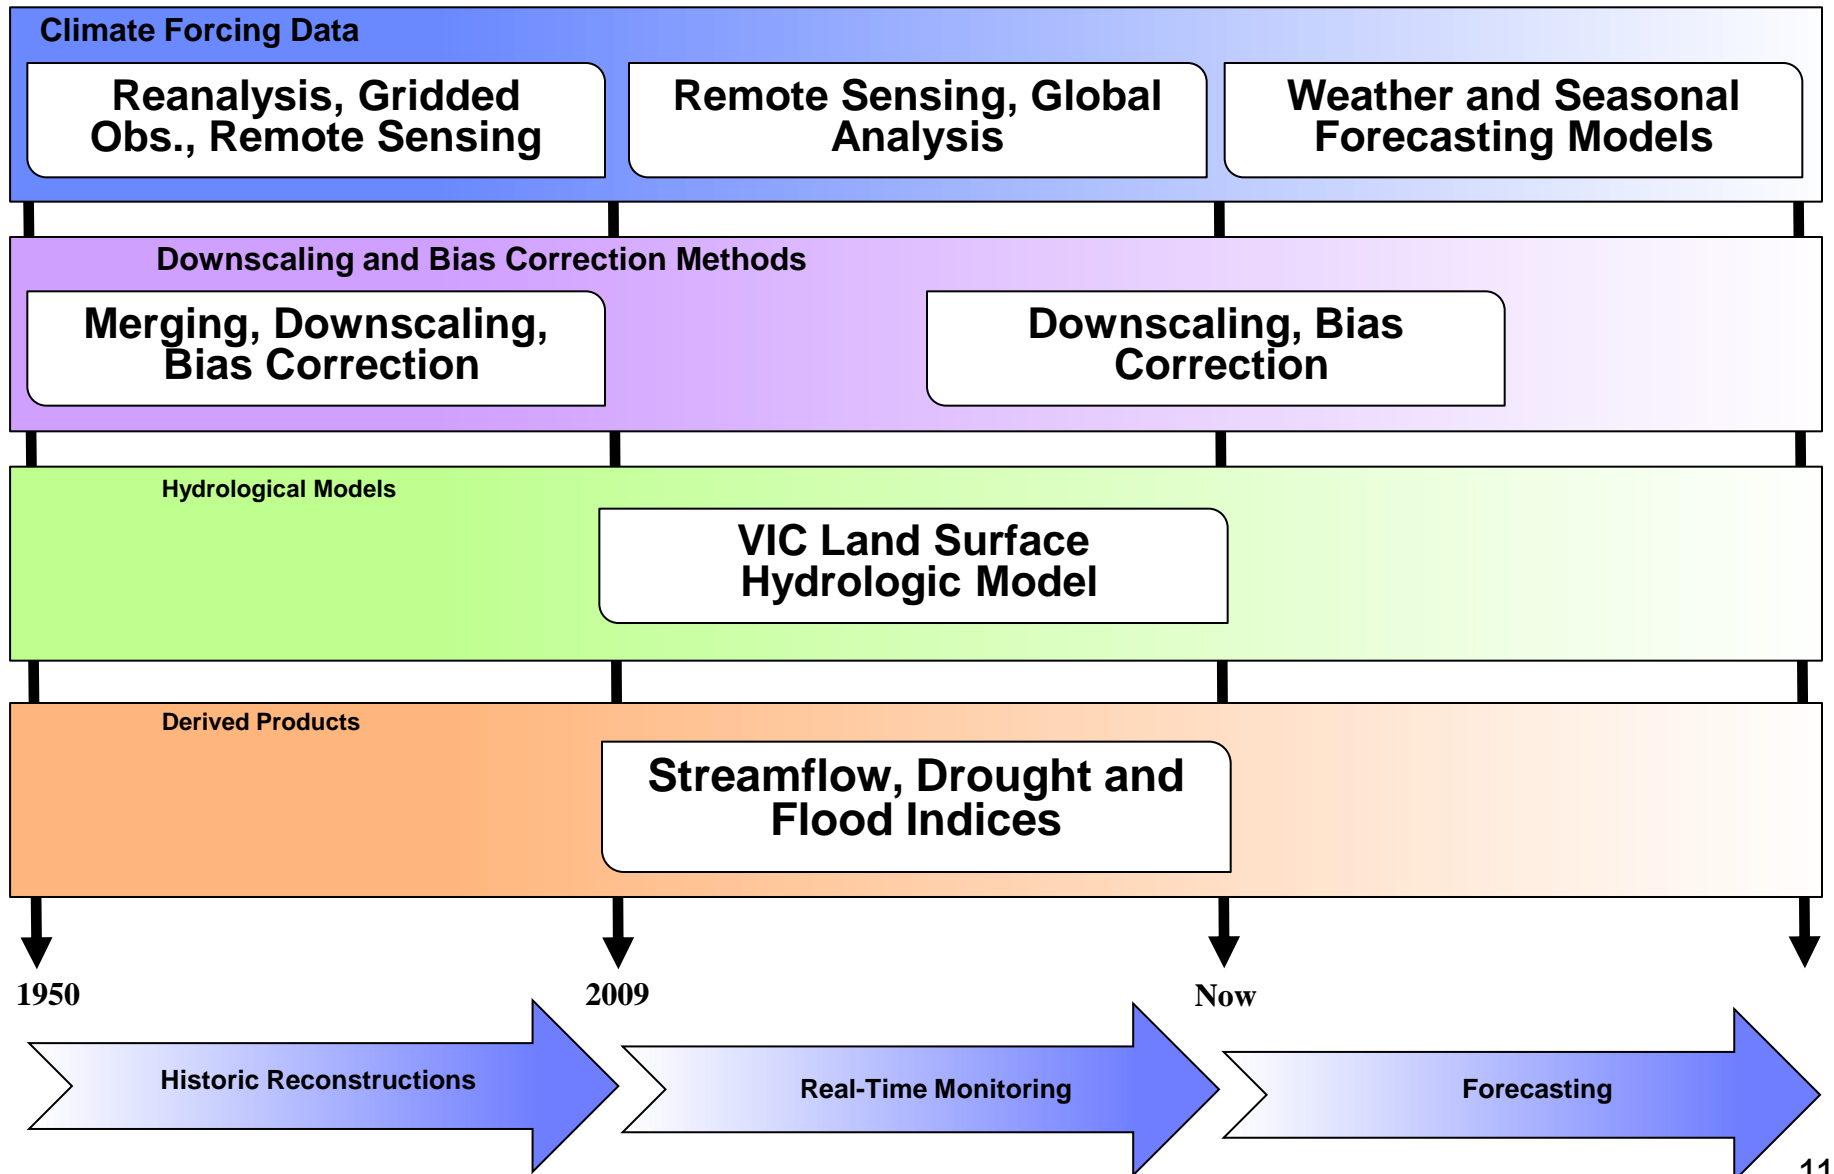 Climate Forcing Data
Reanalysis, Gridded
Obs., Remote Sensing
Remote Sensing, Global
Analysis
Weather and Seasonal
Forecasting Models
Downscaling and Bias Correction Methods
Merging, Downscaling,
Bias Correction
Downscaling, Bias
Correction
Hydrological Models
VIC Land Surface
Hydrologic Model
Derived Products
Streamflow, Drought and
Flood Indices
1950
2009
Now
Historic Reconstructions
Real-Time Monitoring
Forecasting
11